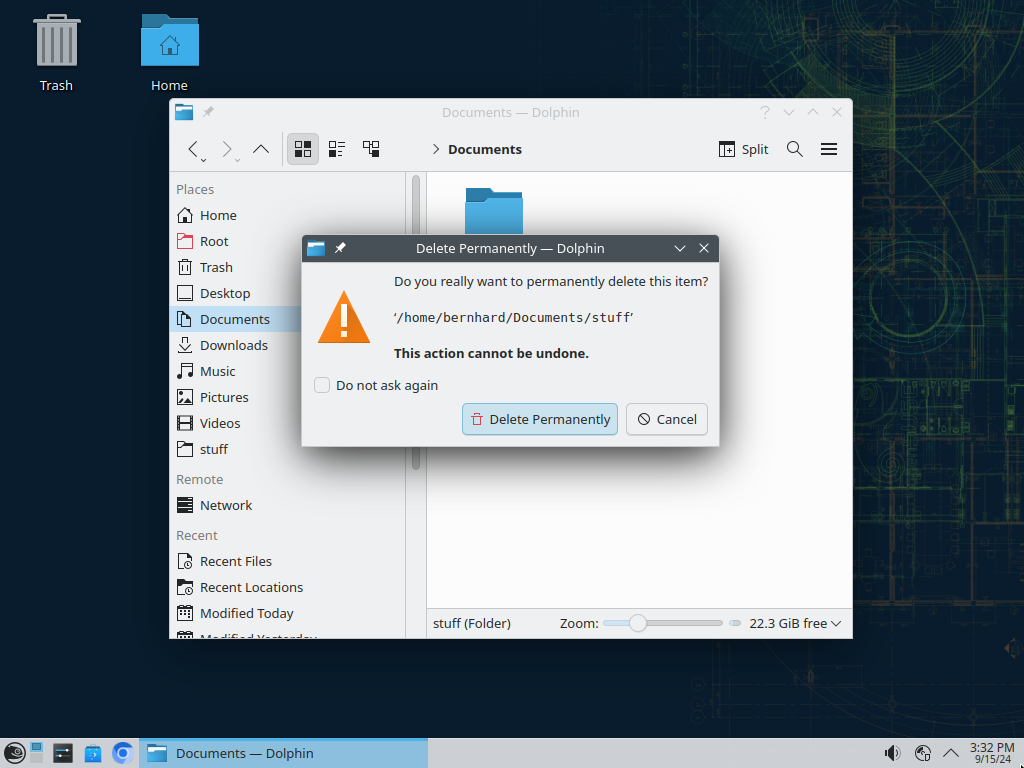 Trash
Home
Documents — Dolphin
Documents
Split
Places
Home
Root
Trash
Desktop
Documents
Downloads
Music
Pictures
Videos
stuff
Remote
Network
Recent
Recent Files
Recent Locations
Modified Today
Modified Yesterday
Delete Permanently — Dolphin
Do you really want to permanently delete this item?
‘/home/bernhard/Documents/stuff’
This action cannot be undone.
Do not ask again
Delete Permanently
Cancel
stuff (Folder)
Zoom:
22.3 GiB free
Documents — Dolphin
3:32 PM
9/15/24